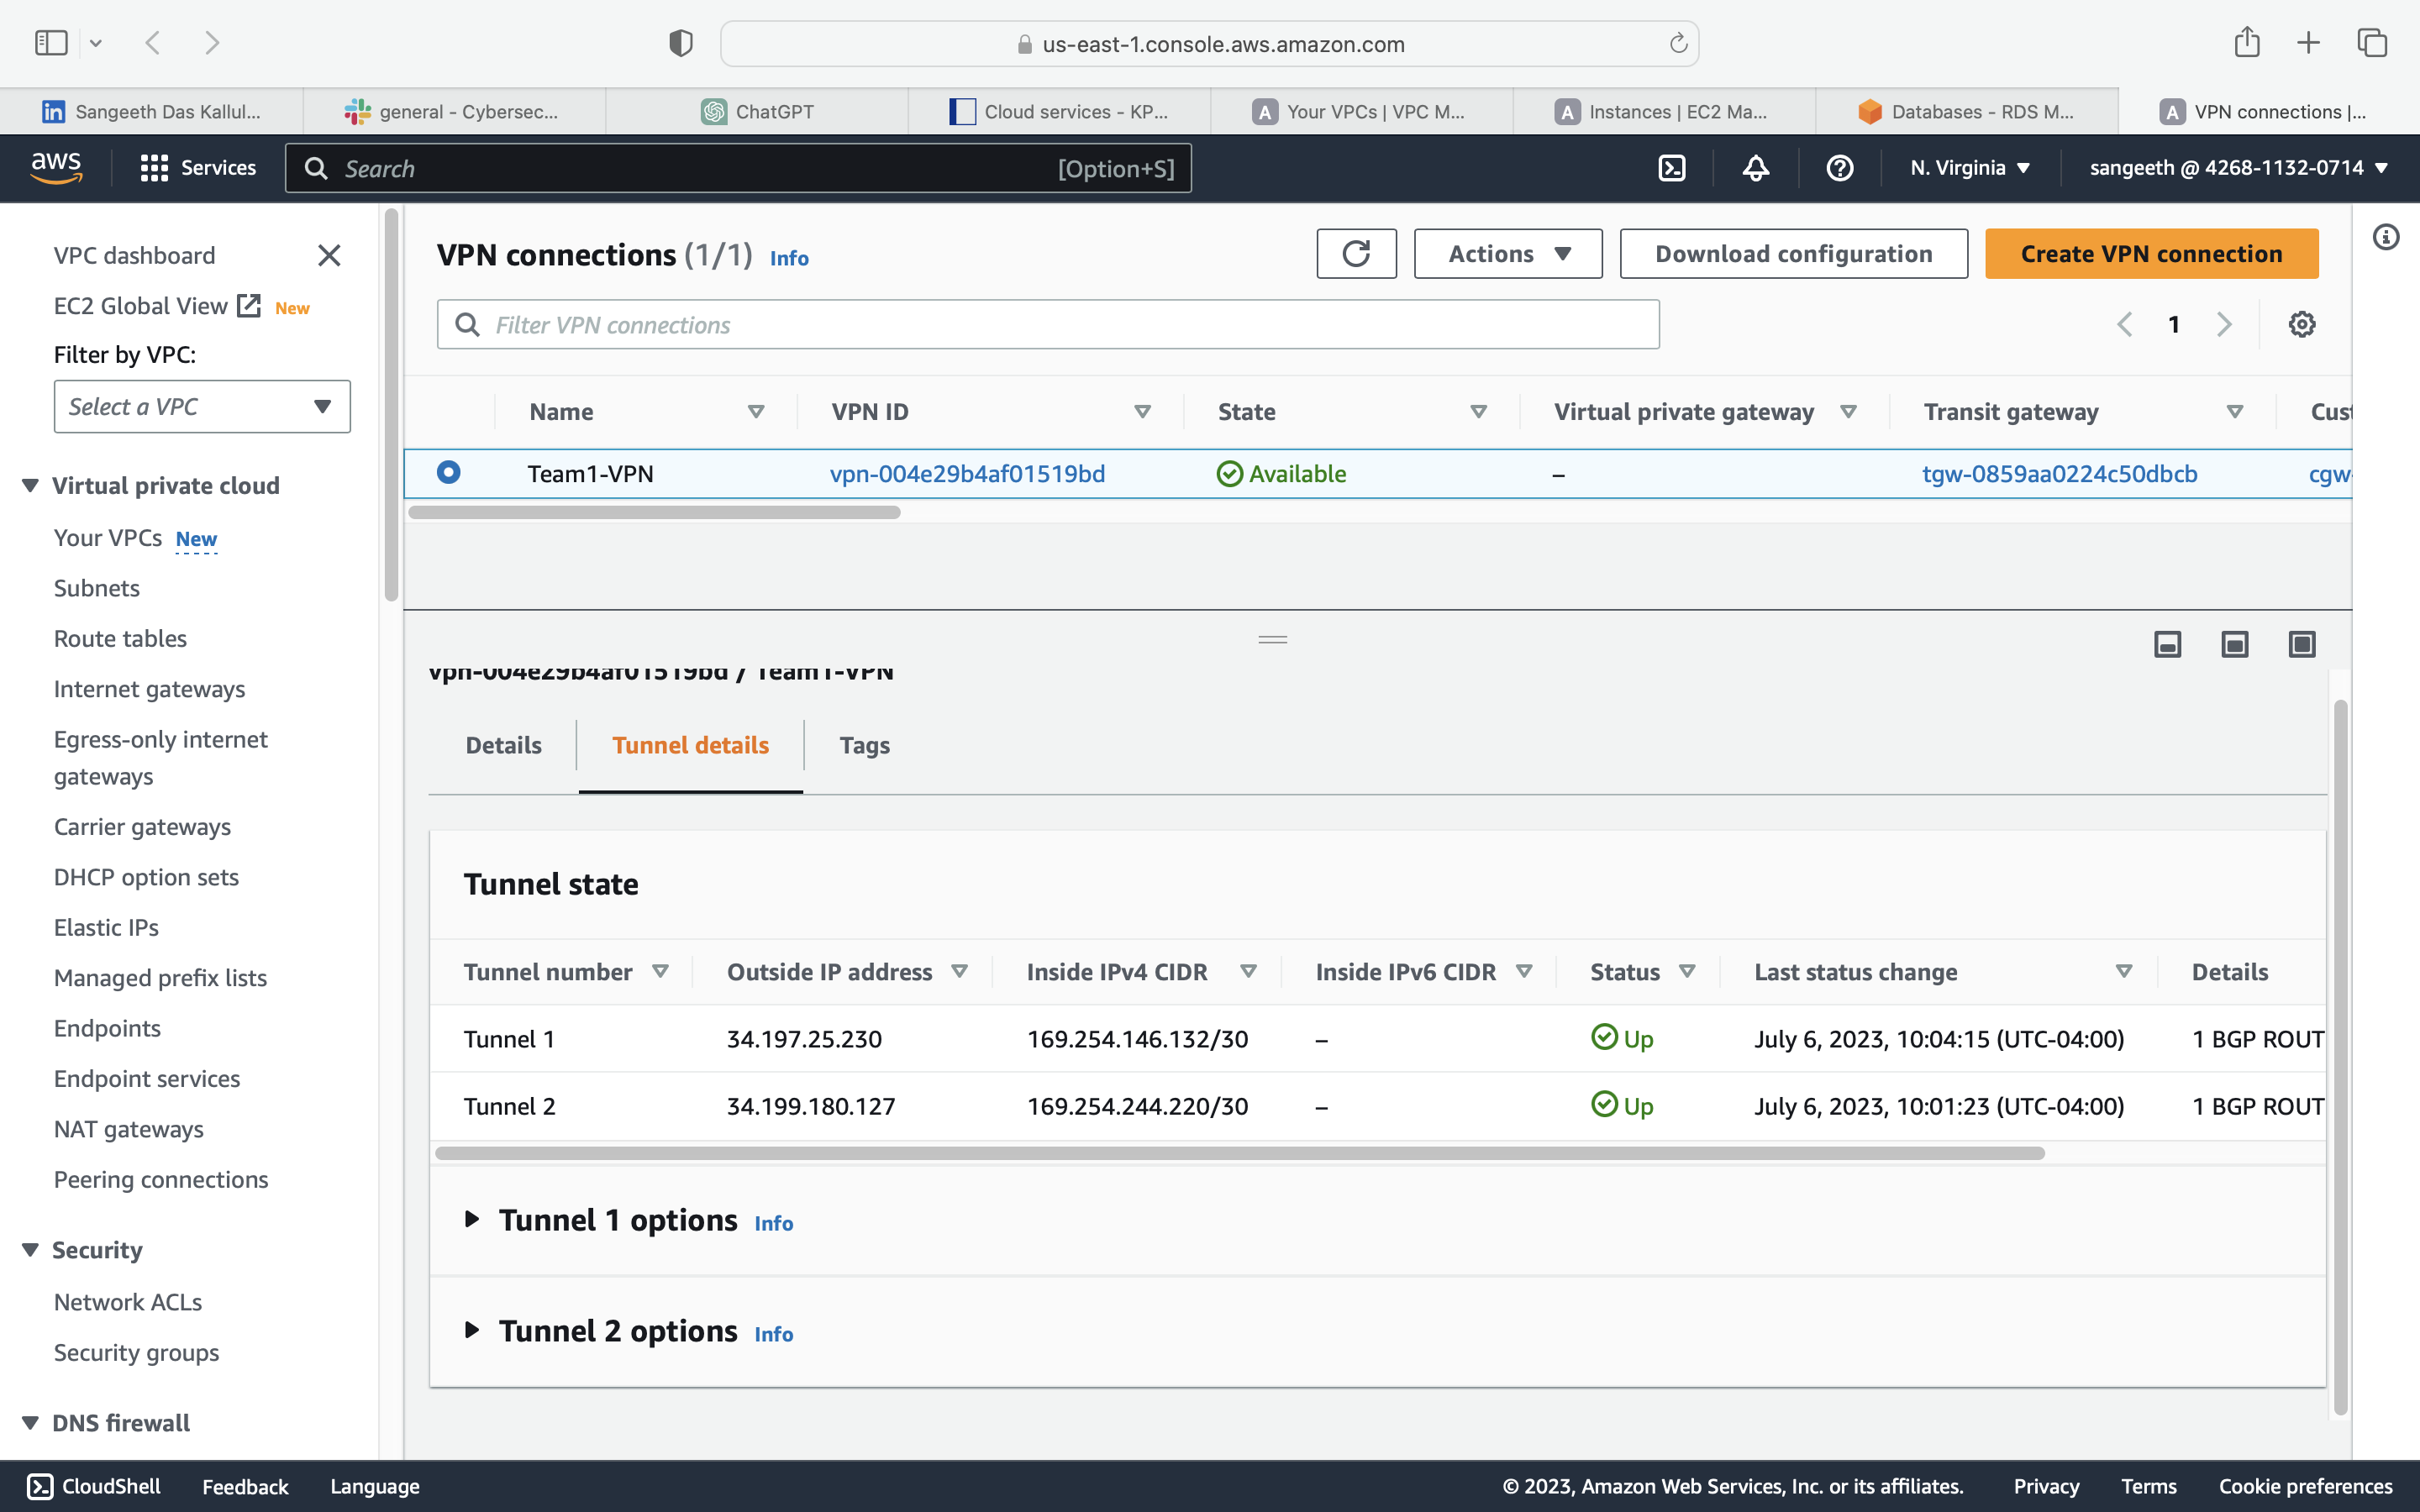 us-east-1.console.aws.amazon.com
Sangeeth Das Kallul...
general - Cybersec...
ChatGPT
Cloud services - KP...
Your VPCs | VPC M...
Instances | EC2 Ma...
Databases - RDS M...
VPN connections |...
aws
Services
Search
[Option+S]
N. Virginia
sangeeth @ 4268-1132-0714
VPC dashboard
EC2 Global View New
Filter by VPC:
Select a VPC
Virtual private cloud
Your VPCs New
Subnets
Route tables
Internet gateways
Egress-only internet
gateways
Carrier gateways
DHCP option sets
Elastic IPs
Managed prefix lists
Endpoints
Endpoint services
NAT gateways
Peering connections
Security
Network ACLs
Security groups
DNS firewall
VPN connections (1/1) Info
Actions
Download configuration
Create VPN connection
Filter VPN connections
1
Name VPN ID State Virtual private gateway Transit gateway Cust
Team1-VPN vpn-004e29b4af01519bd Available – tgw-0859aa0224c50dbcb cgw-
vpn-004e29b4af01519bd / Team1-VPN
Details Tunnel details Tags
Tunnel state
Tunnel number Outside IP address Inside IPv4 CIDR Inside IPv6 CIDR Status Last status change Details
Tunnel 1 34.197.25.230 169.254.146.132/30 – Up July 6, 2023, 10:04:15 (UTC-04:00) 1 BGP ROUT
Tunnel 2 34.199.180.127 169.254.244.220/30 – Up July 6, 2023, 10:01:23 (UTC-04:00) 1 BGP ROUT
Tunnel 1 options Info
Tunnel 2 options Info
CloudShell Feedback Language
© 2023, Amazon Web Services, Inc. or its affiliates. Privacy Terms Cookie preferences